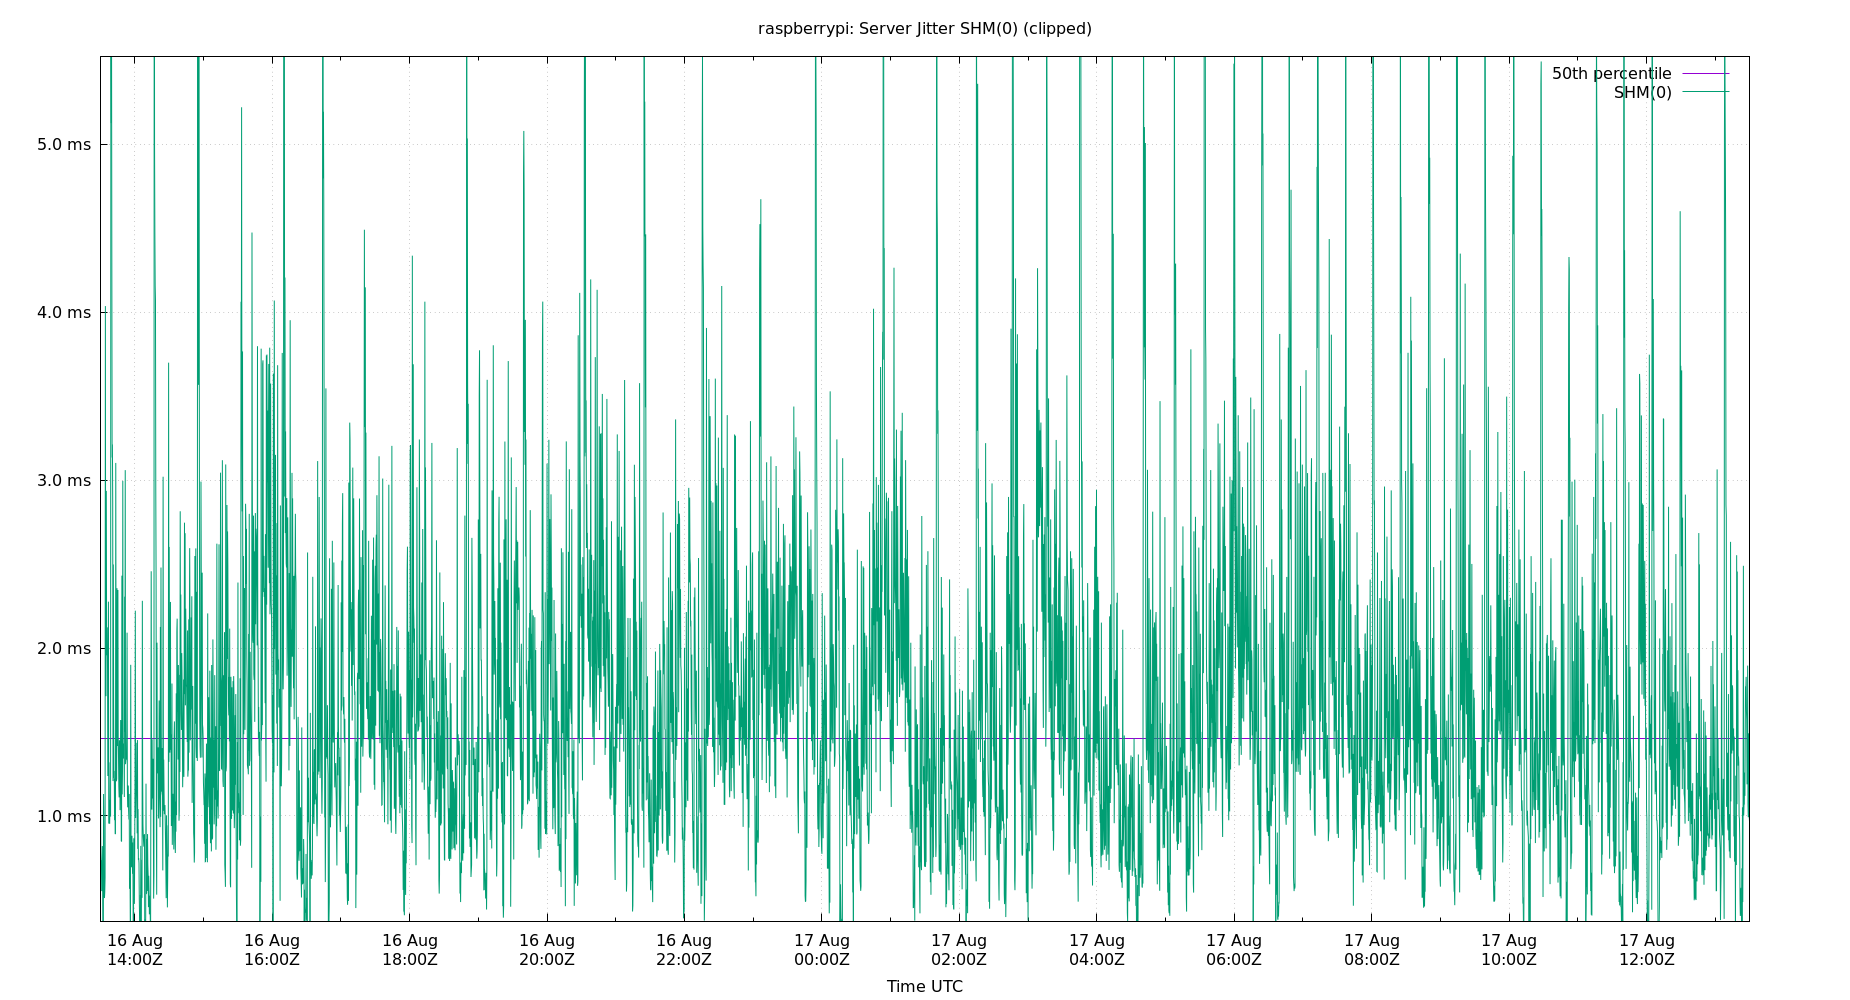 raspberrypi: Server Jitter SHM(0) (clipped)
50th percentile
SHM(0)
5.0 ms
4.0 ms
3.0 ms
2.0 ms
1.0 ms
16 Aug 16 Aug 16 Aug 16 Aug 16 Aug 17 Aug 17 Aug 17 Aug 17 Aug 17 Aug 17 Aug 17 Aug
14:00Z 16:00Z 18:00Z 20:00Z 22:00Z 00:00Z 02:00Z 04:00Z 06:00Z 08:00Z 10:00Z 12:00Z
Time UTC